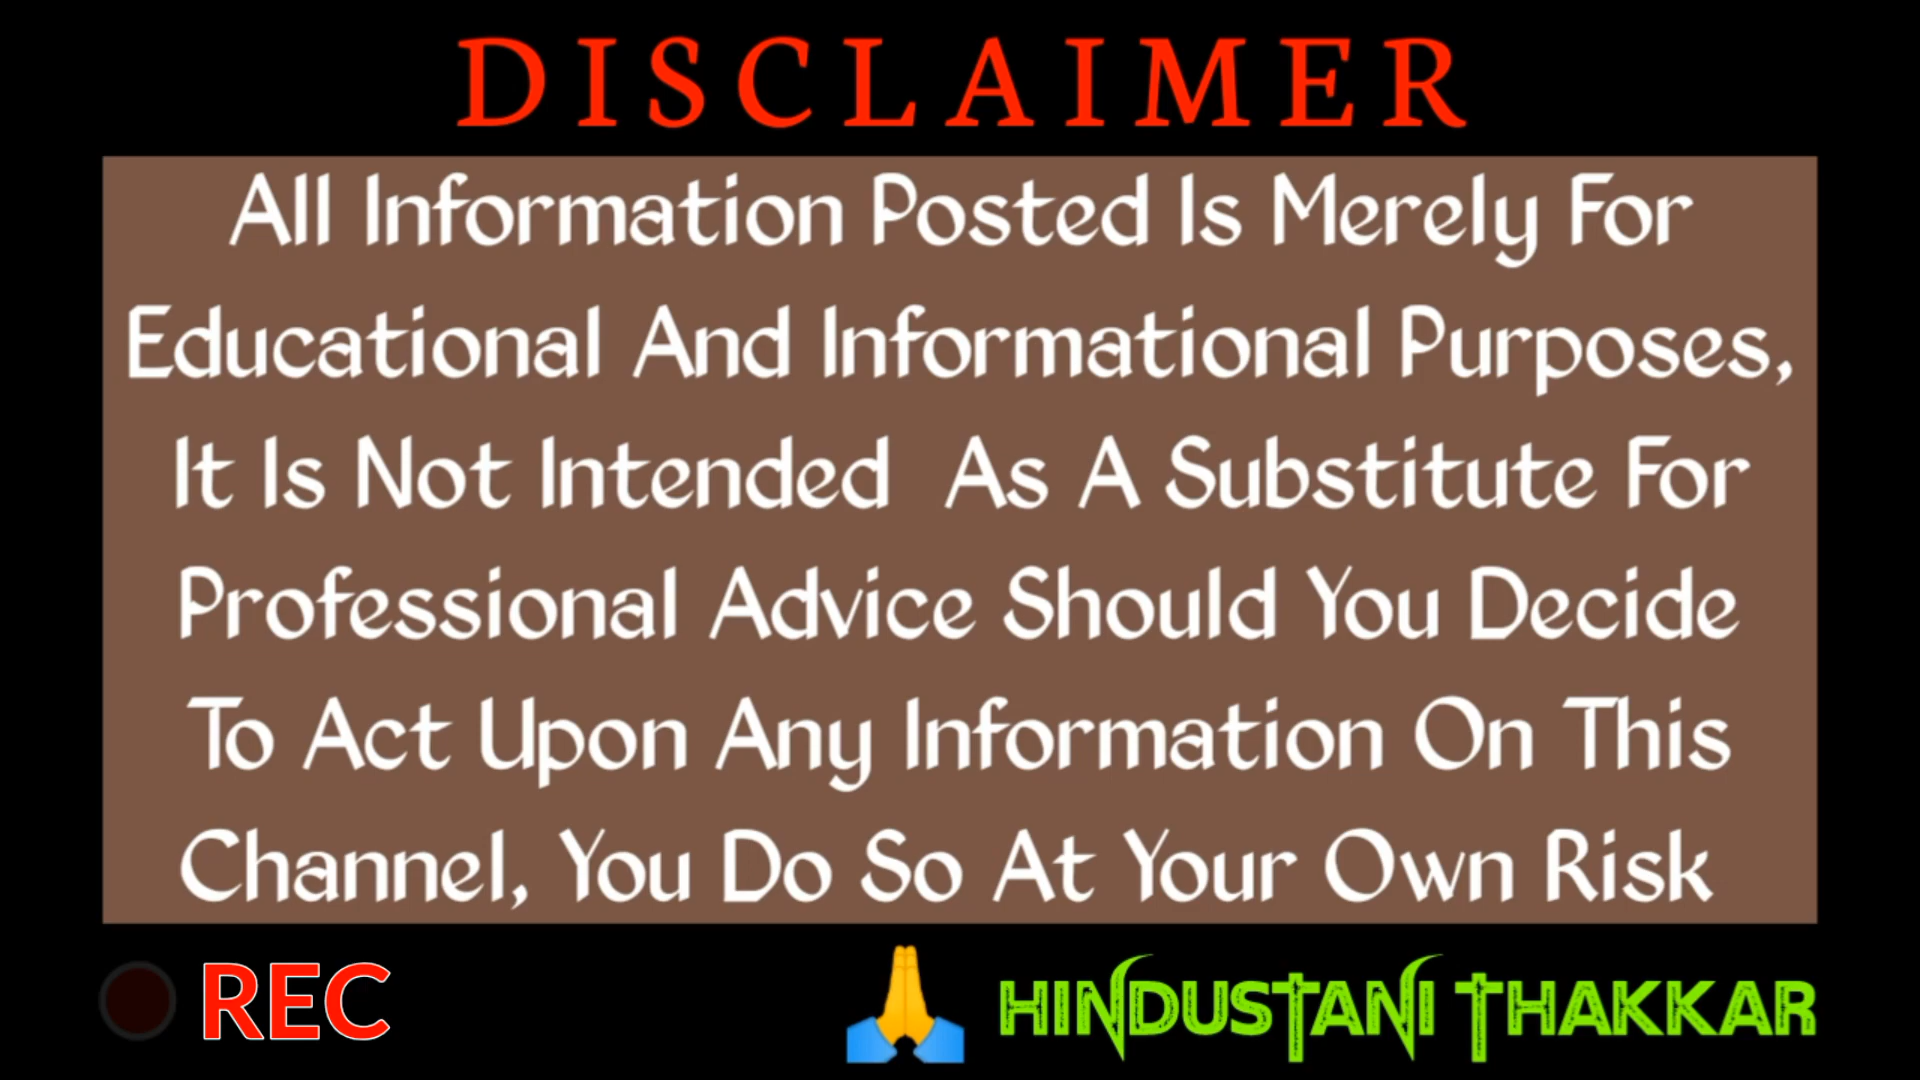 DISCLAIMER
All Information Posted Is Merely For
Educational And Informational Purposes,
It Is Not Intended  As A Substitute For
Professional Advice Should You Decide
To Act Upon Any Information On This
Channel, You Do So At Your Own Risk
REC
🙏 HINDUSTANI THAKKAR